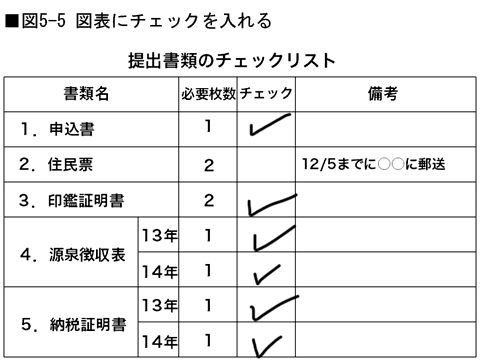 ■図5-5 図表にチェックを入れる
提出書類のチェックリスト
書類名 必要枚数 チェック 備考
1．申込書 1 ✓
2．住民票 2 12/5までに○○に郵送
3．印鑑証明書 2 ✓
4．源泉徴収表 13年 1 ✓
14年 1 ✓
5．納税証明書 13年 1 ✓
14年 1 ✓